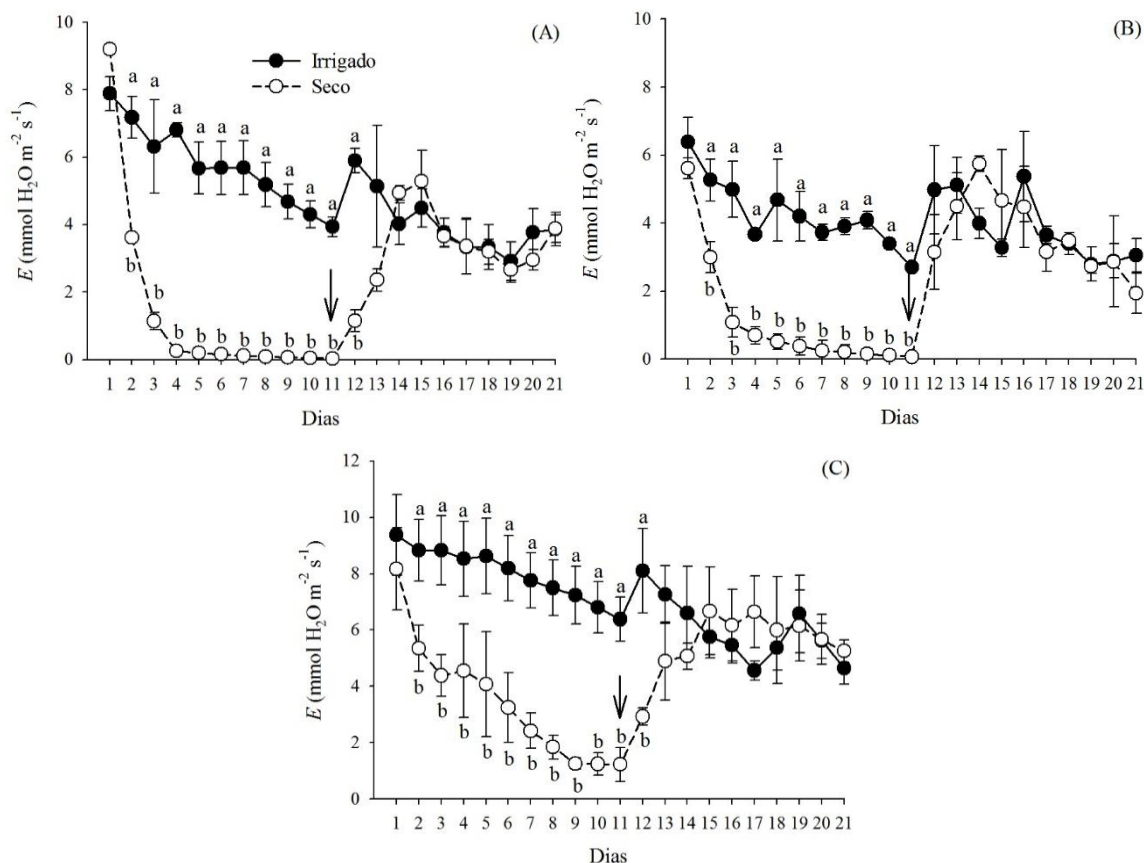 (A)
Irrigado
Seco
E (mmol H₂O m⁻² s⁻¹)
10
8
6
4
2
0
a a a a a a a a a a a
b b b b b b b b b b b
1 2 3 4 5 6 7 8 9 10 11 12 13 14 15 16 17 18 19 20 21
Dias
(B)
E (mmol H₂O m⁻² s⁻¹)
10
8
6
4
2
0
a a a a a a a a a a
b b b b b b b b b b
1 2 3 4 5 6 7 8 9 10 11 12 13 14 15 16 17 18 19 20 21
Dias
(C)
E (mmol H₂O m⁻² s⁻¹)
12
10
8
6
4
2
0
a a a a a a a a a a a
b b b b b b b b b b b
1 2 3 4 5 6 7 8 9 10 11 12 13 14 15 16 17 18 19 20 21
Dias